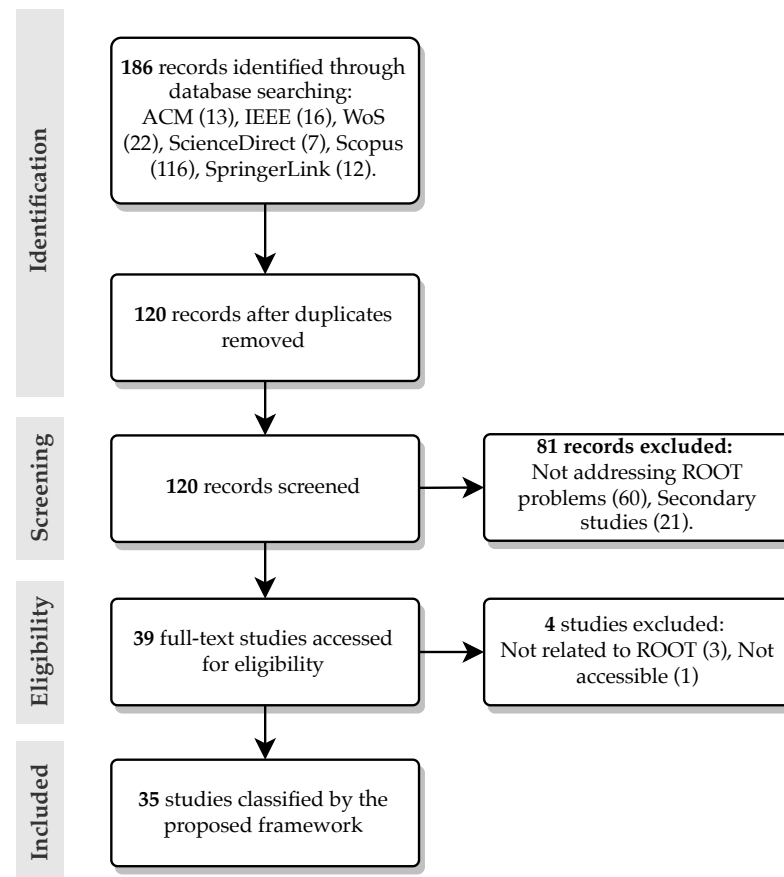 Identification
186 records identified through
database searching:
ACM (13), IEEE (16), WoS
(22), ScienceDirect (7), Scopus
(116), SpringerLink (12).
120 records after duplicates
removed
Screening
120 records screened
81 records excluded:
Not addressing ROOT
problems (60), Secondary
studies (21).
Eligibility
39 full-text studies accessed
for eligibility
4 studies excluded:
Not related to ROOT (3), Not
accessible (1)
Included
35 studies classified by the
proposed framework